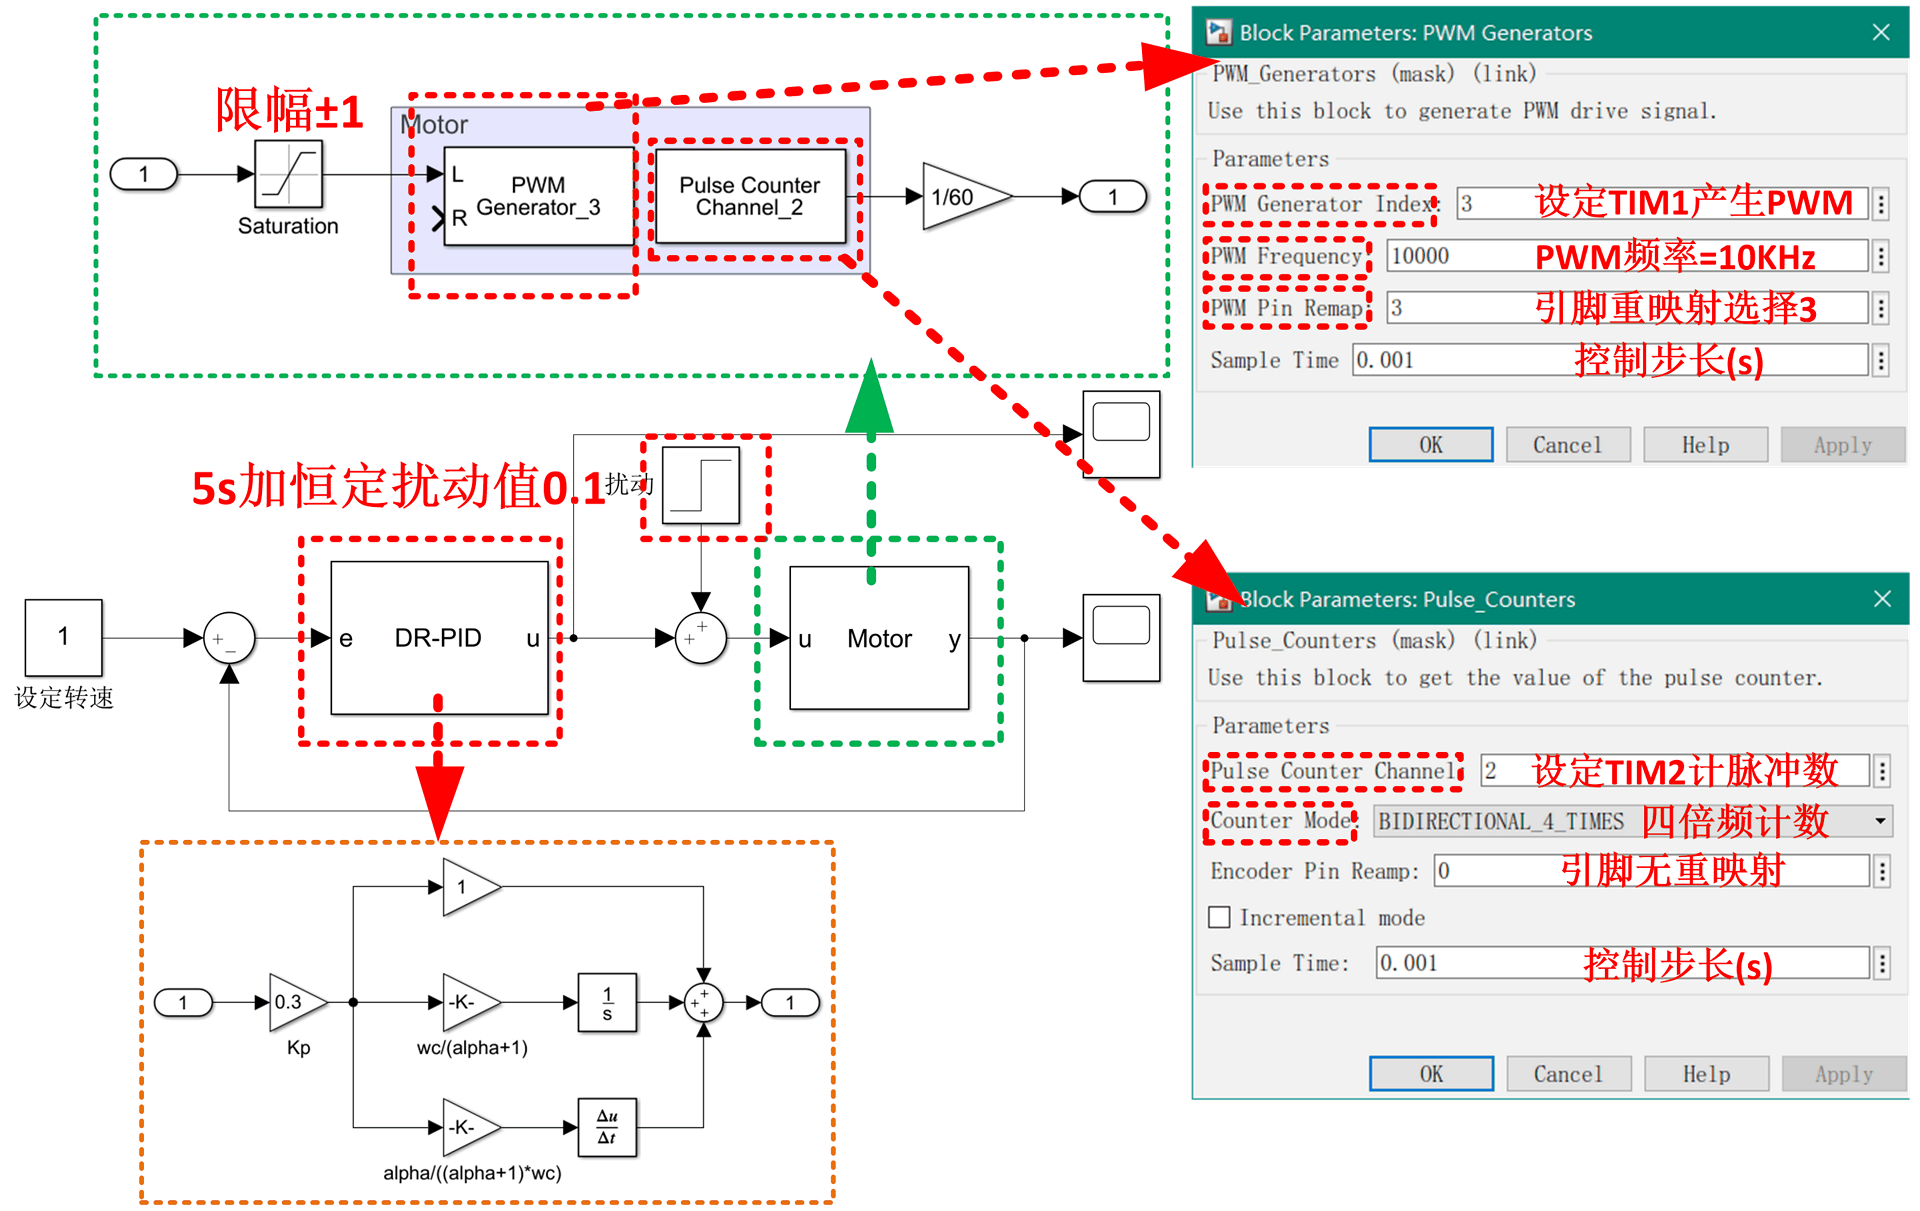 限幅±1
Motor
1
L
R
PWM
Generator_3
Pulse Counter
Channel_2
1/60
1
Saturation
Block Parameters: PWM Generators
PWM_Generators (mask) (link)
Use this block to generate PWM drive signal.
Parameters
PWM Generator Index: 3 设定TIM1产生PWM
PWM Frequency 10000 PWM频率=10KHz
PWM Pin Remap: 3 引脚重映射选择3
Sample Time 0.001 控制步长(s)
OK Cancel Help Apply
5s加恒定扰动值0.1
扰动
1
设定转速
e DR-PID u
u Motor y
Block Parameters: Pulse_Counters
Pulse_Counters (mask) (link)
Use this block to get the value of the pulse counter.
Parameters
Pulse Counter Channel: 2 设定TIM2计脉冲数
Counter Mode: BIDIRECTIONAL_4_TIMES 四倍频计数
Encoder Pin Reamp: 0 引脚无重映射
Incremental mode
Sample Time: 0.001 控制步长(s)
OK Cancel Help Apply
1
1
0.3
Kp
-K-
wc/(alpha+1)
1
s
1
-K-
alpha/((alpha+1)*wc)
Δu
Δt